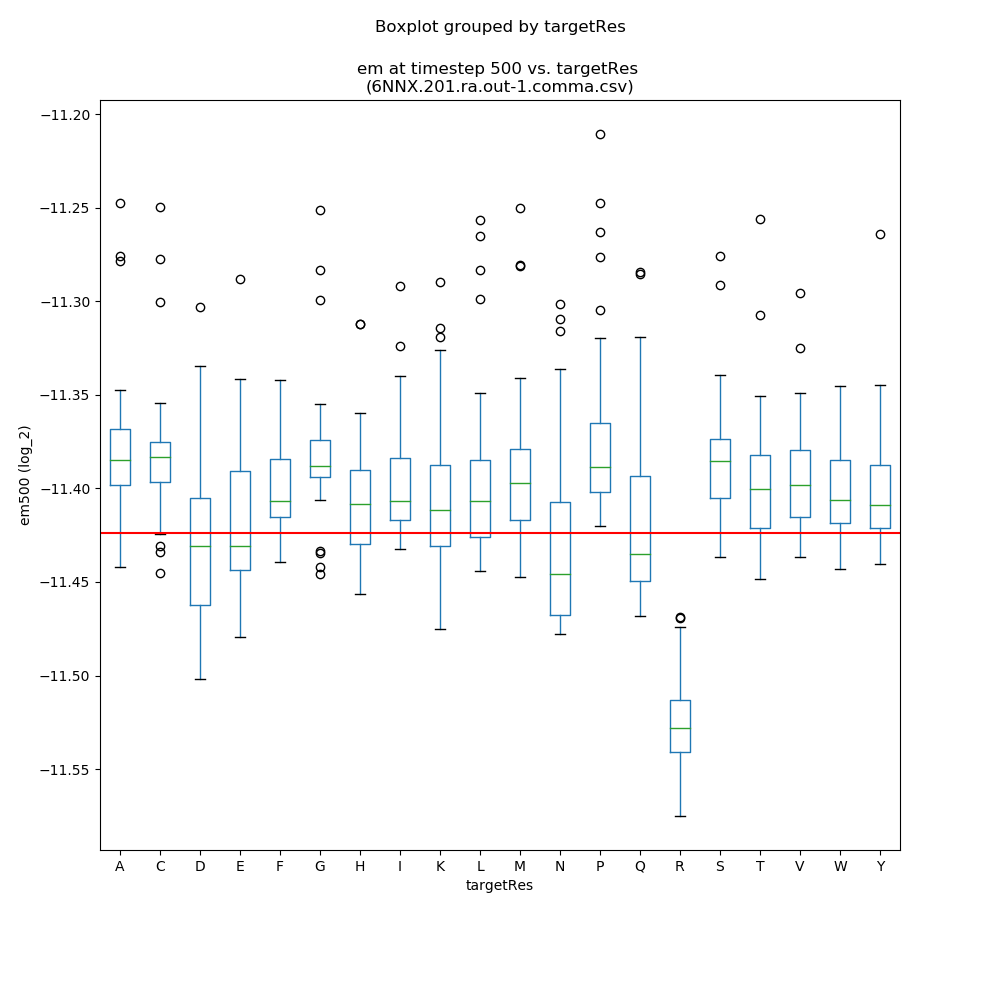 Boxplot grouped by targetRes
em at timestep 500 vs. targetRes
(6NNX.201.ra.out-1.comma.csv)
−11.20
−11.25
−11.30
−11.35
−11.40
−11.45
−11.50
−11.55
em500 (log_2)
A C D E F G H I K L M N P Q R S T V W Y
targetRes